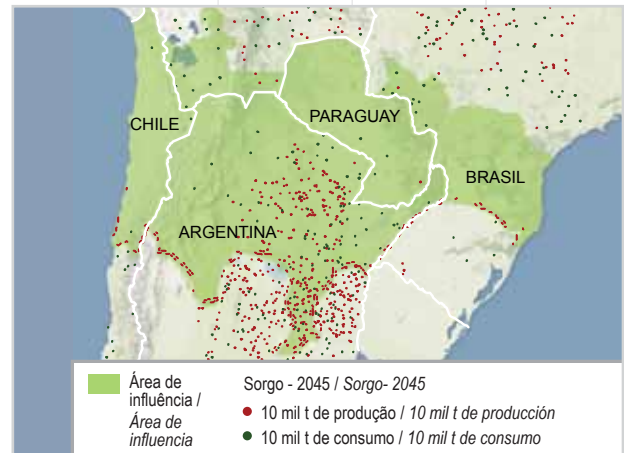 CHILE
PARAGUAY
BRASIL
ARGENTINA
Área de
influência /
Área de
influencia
Sorgo - 2045 / Sorgo- 2045
10 mil t de produção / 10 mil t de producción
10 mil t de consumo / 10 mil t de consumo